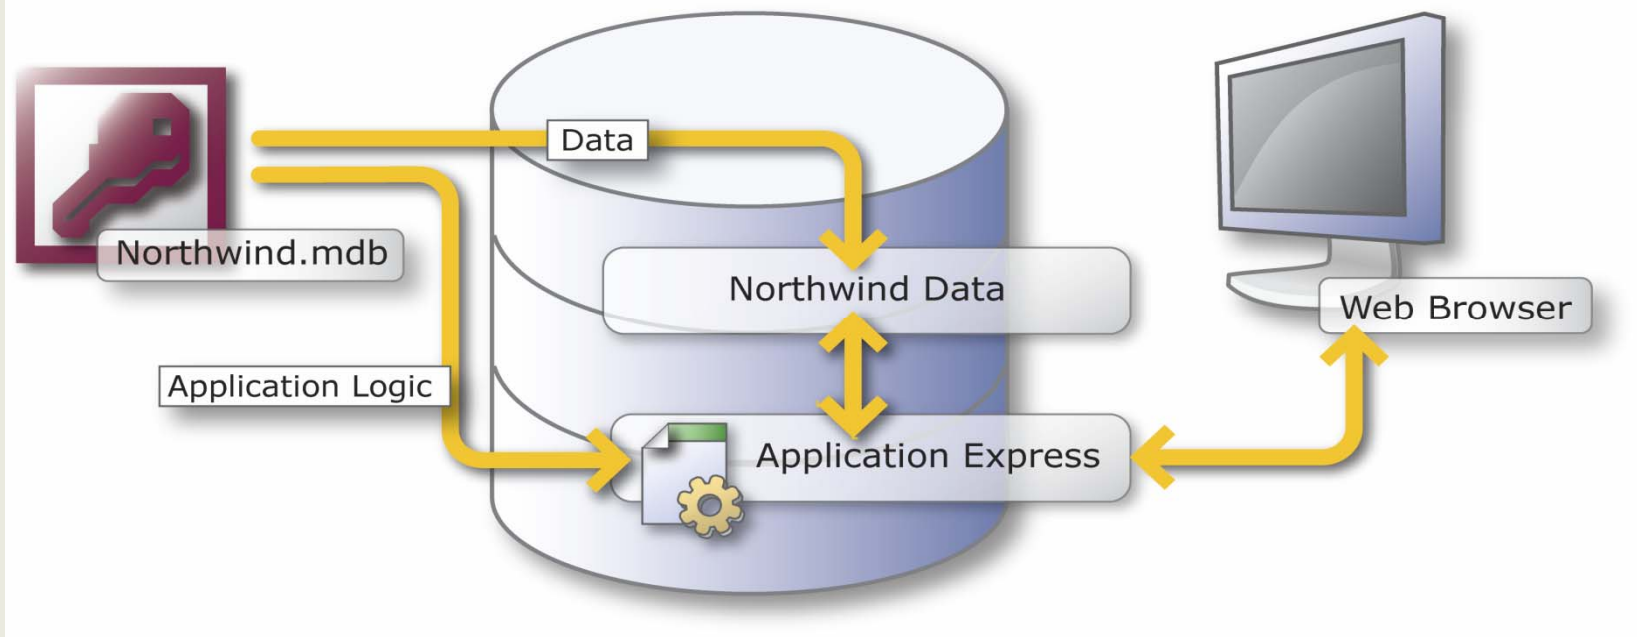 Data
Northwind.mdb
Northwind Data
Web Browser
Application Logic
Application Express